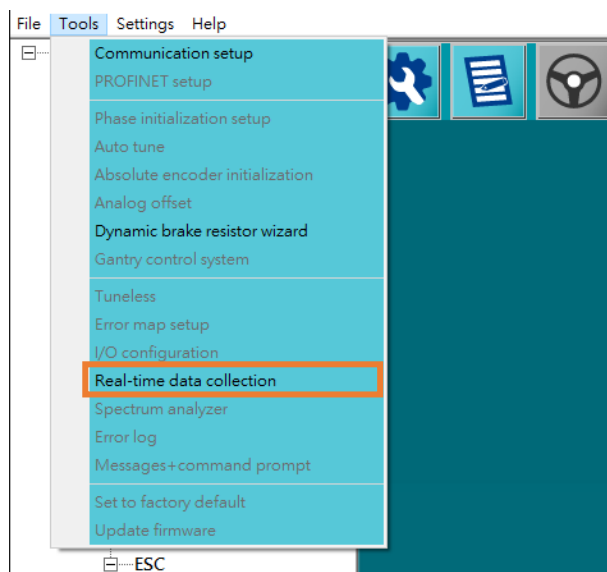 File Tools Settings Help
Communication setup
PROFINET setup
Phase initialization setup
Auto tune
Absolute encoder initialization
Analog offset
Dynamic brake resistor wizard
Gantry control system
Tuneless
Error map setup
I/O configuration
Real-time data collection
Spectrum analyzer
Error log
Messages+command prompt
Set to factory default
Update firmware
ESC